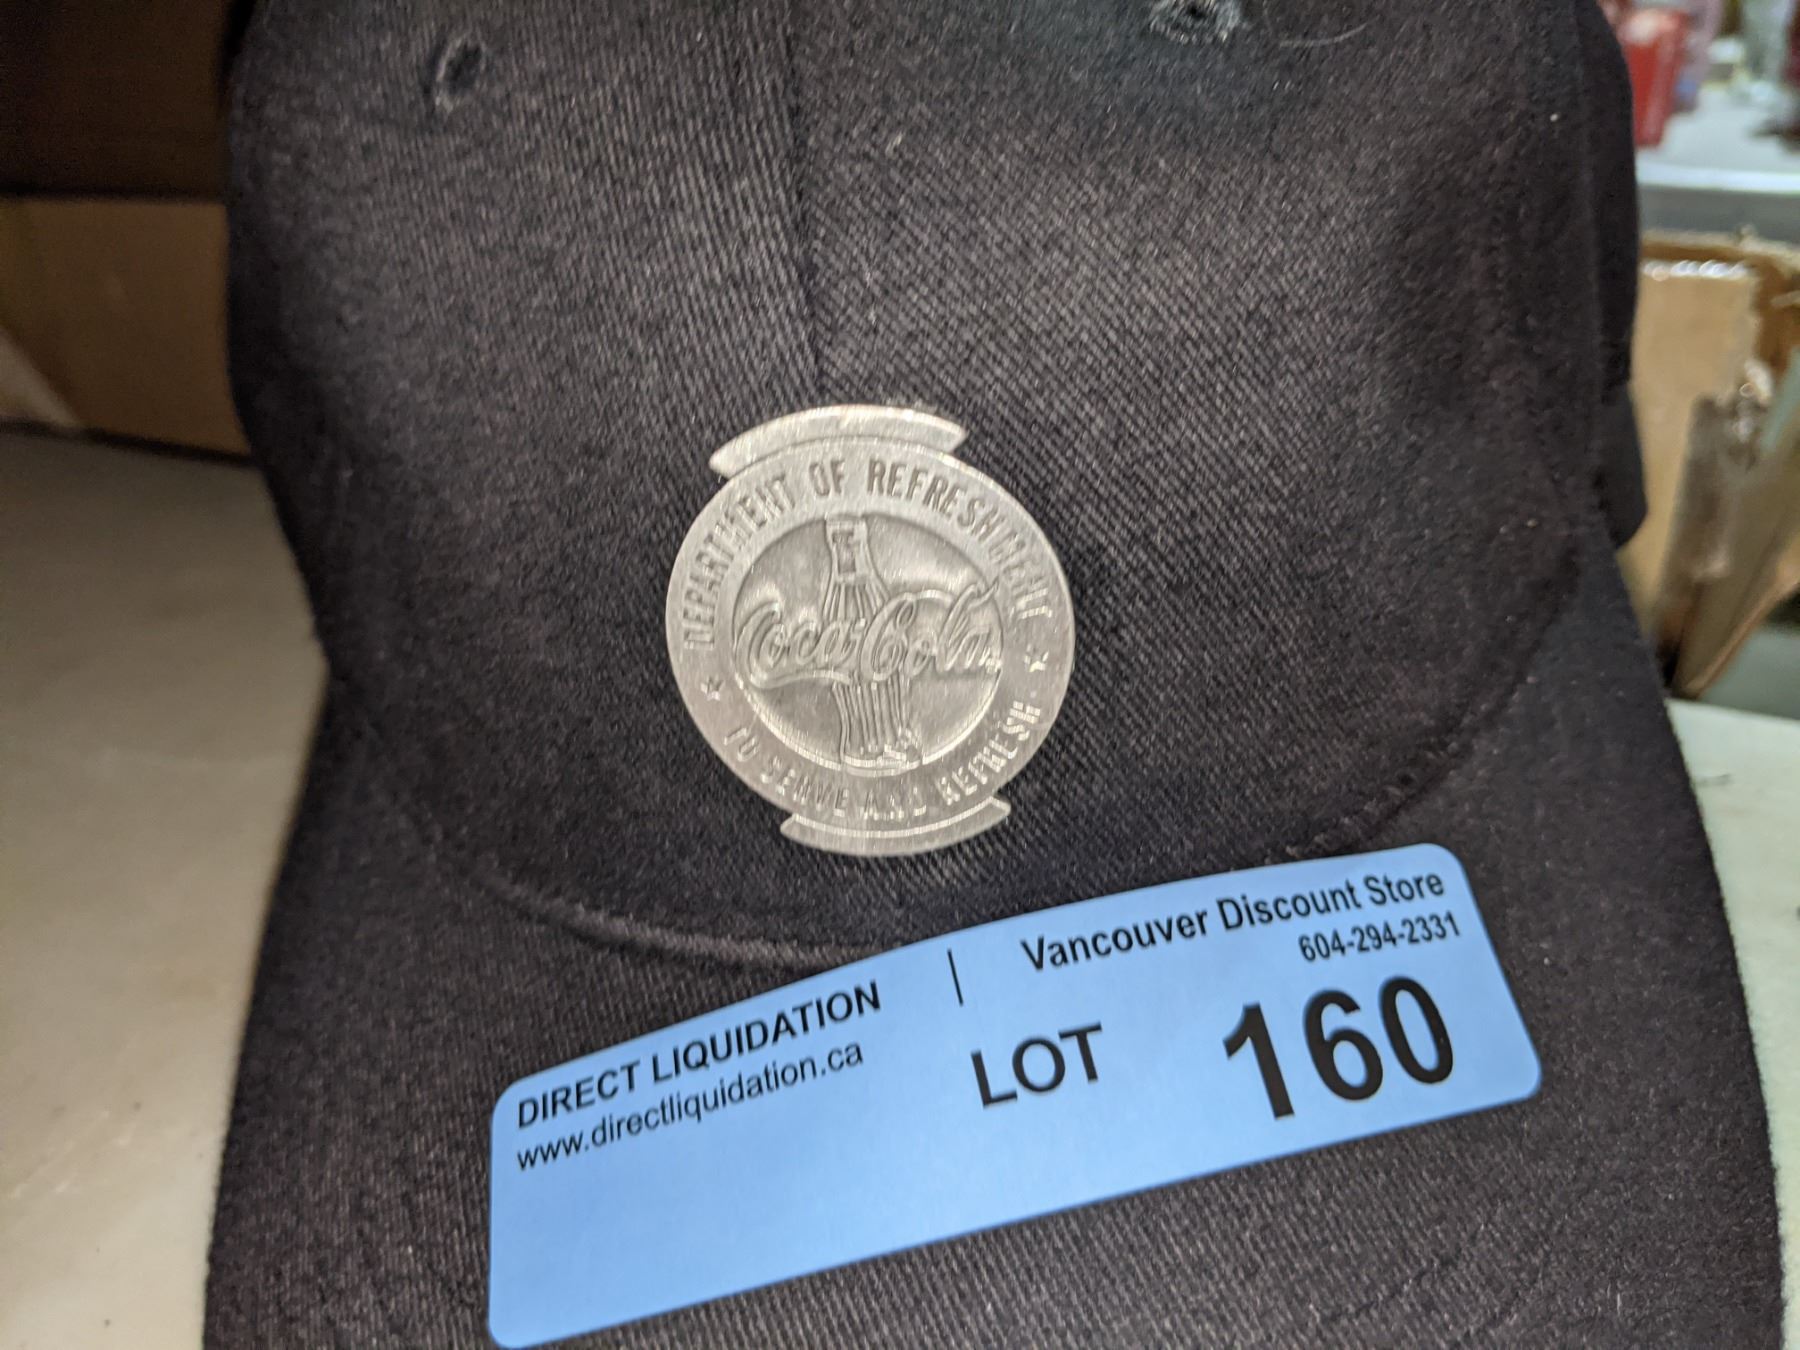 DEPARTMENT OF REFRESHMENT
Coca-Cola
TO SERVE AND REFRESH
DIRECT LIQUIDATION | Vancouver Discount Store
www.directliquidation.ca
604-294-2331
LOT 160